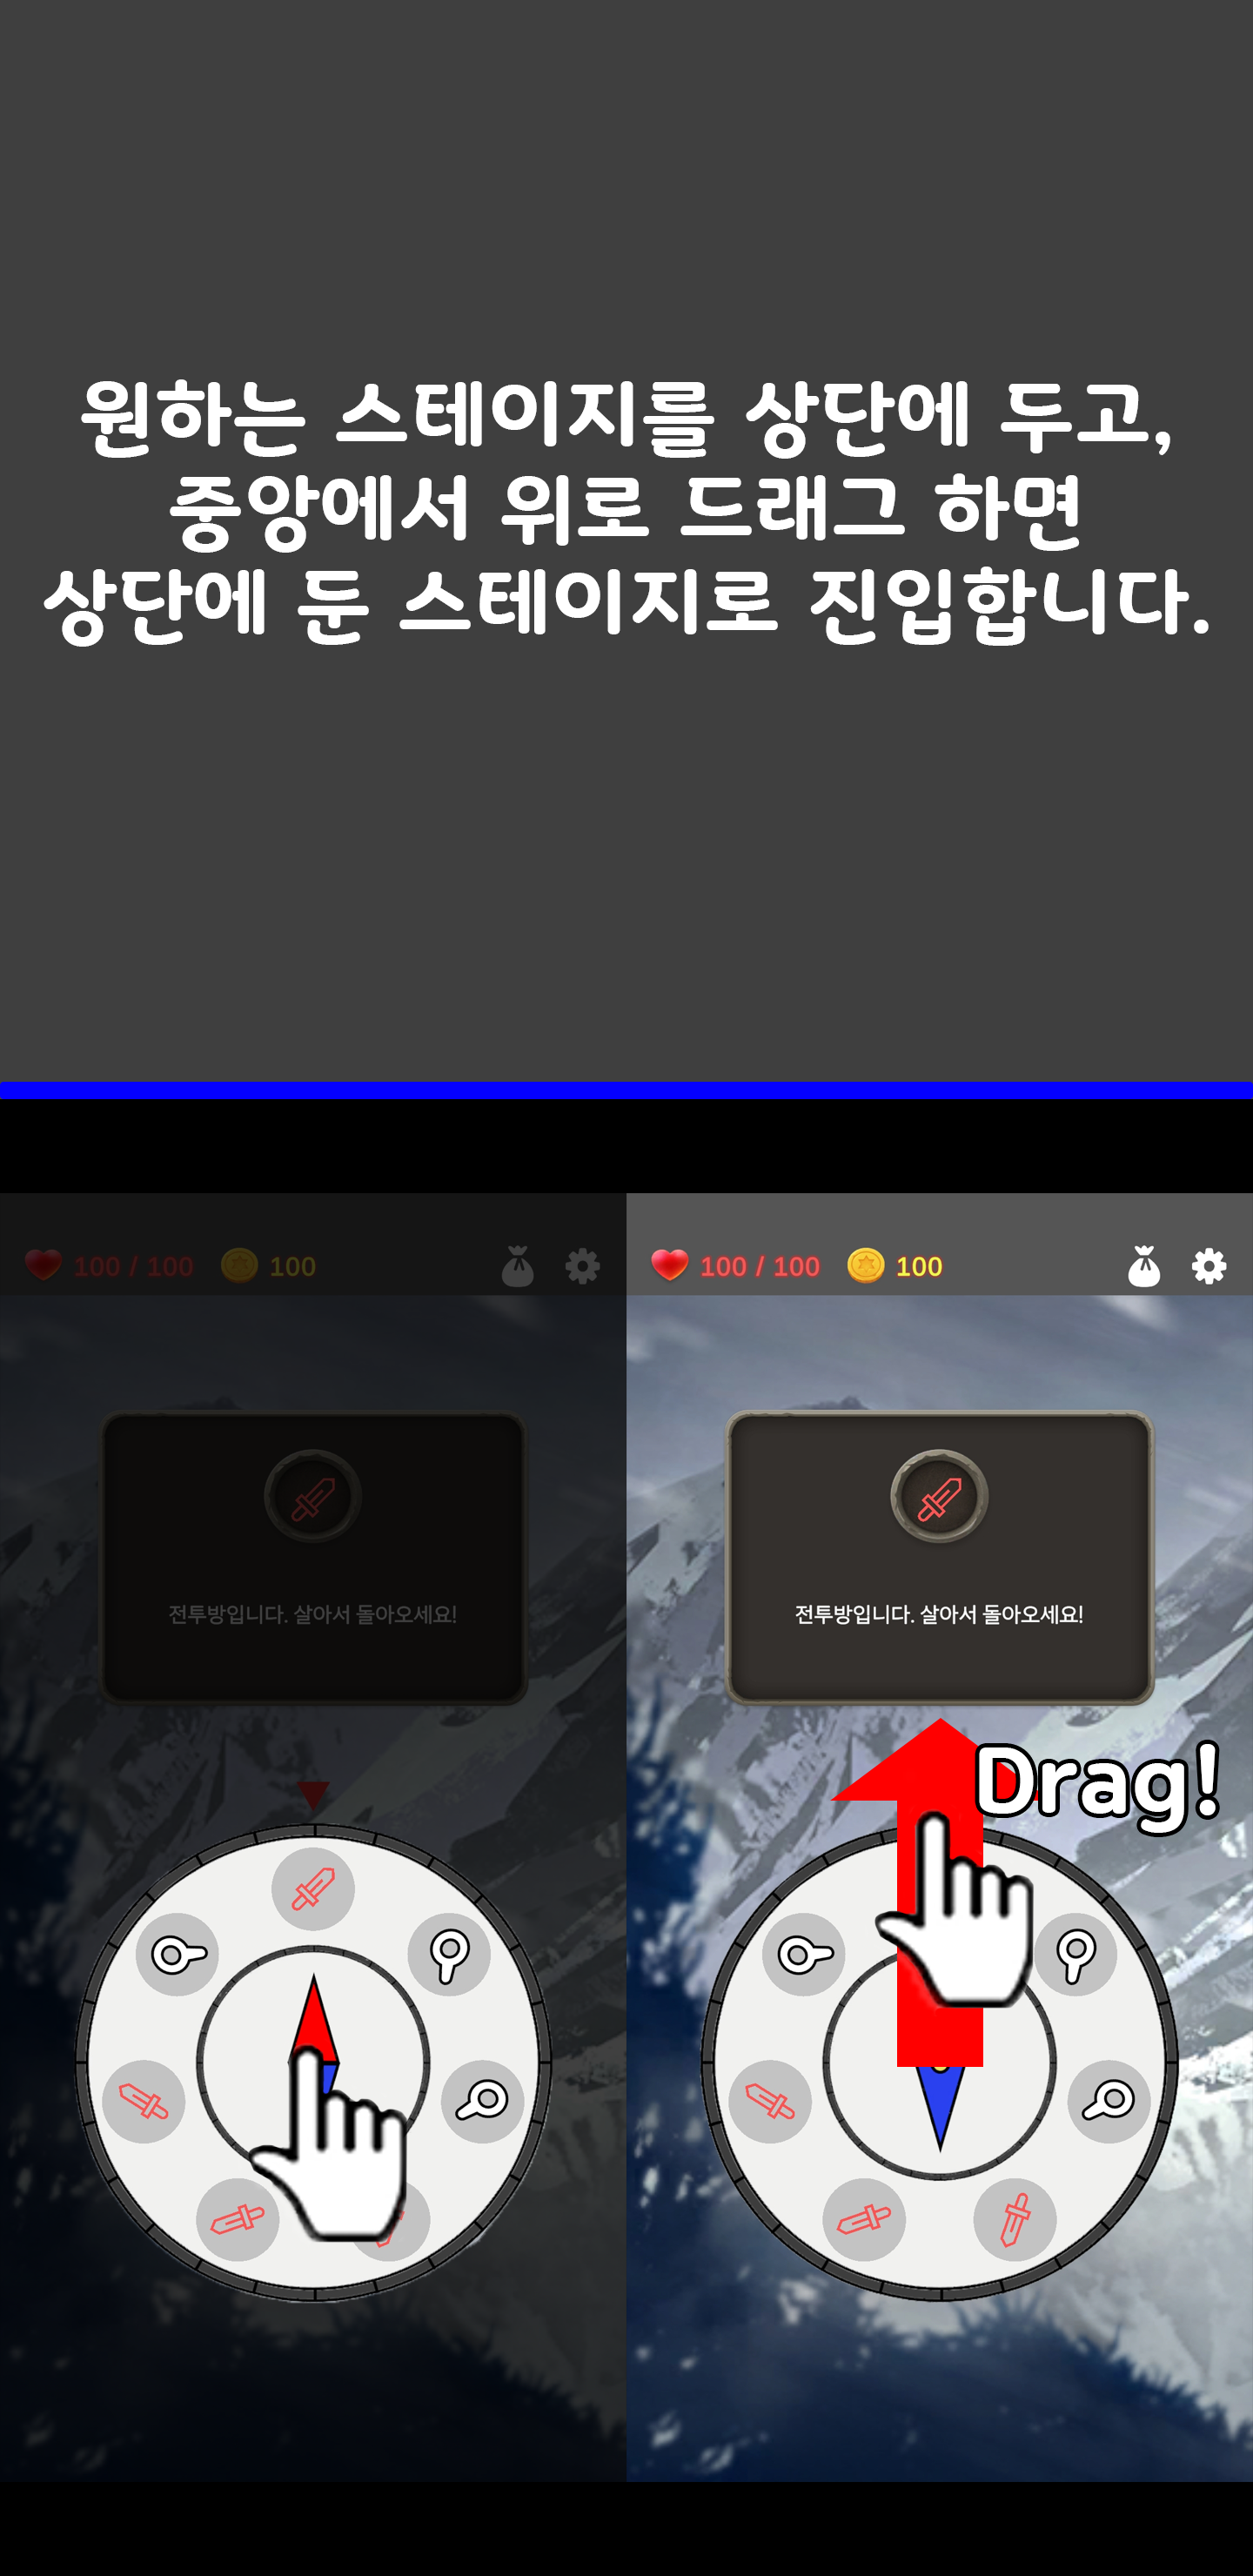 원하는 스테이지를 상단에 두고,
중앙에서 위로 드래그 하면
상단에 둔 스테이지로 진입합니다.
100 / 100 100
전투방입니다. 살아서 돌아오세요!
100 / 100 100
전투방입니다. 살아서 돌아오세요!
Drag!